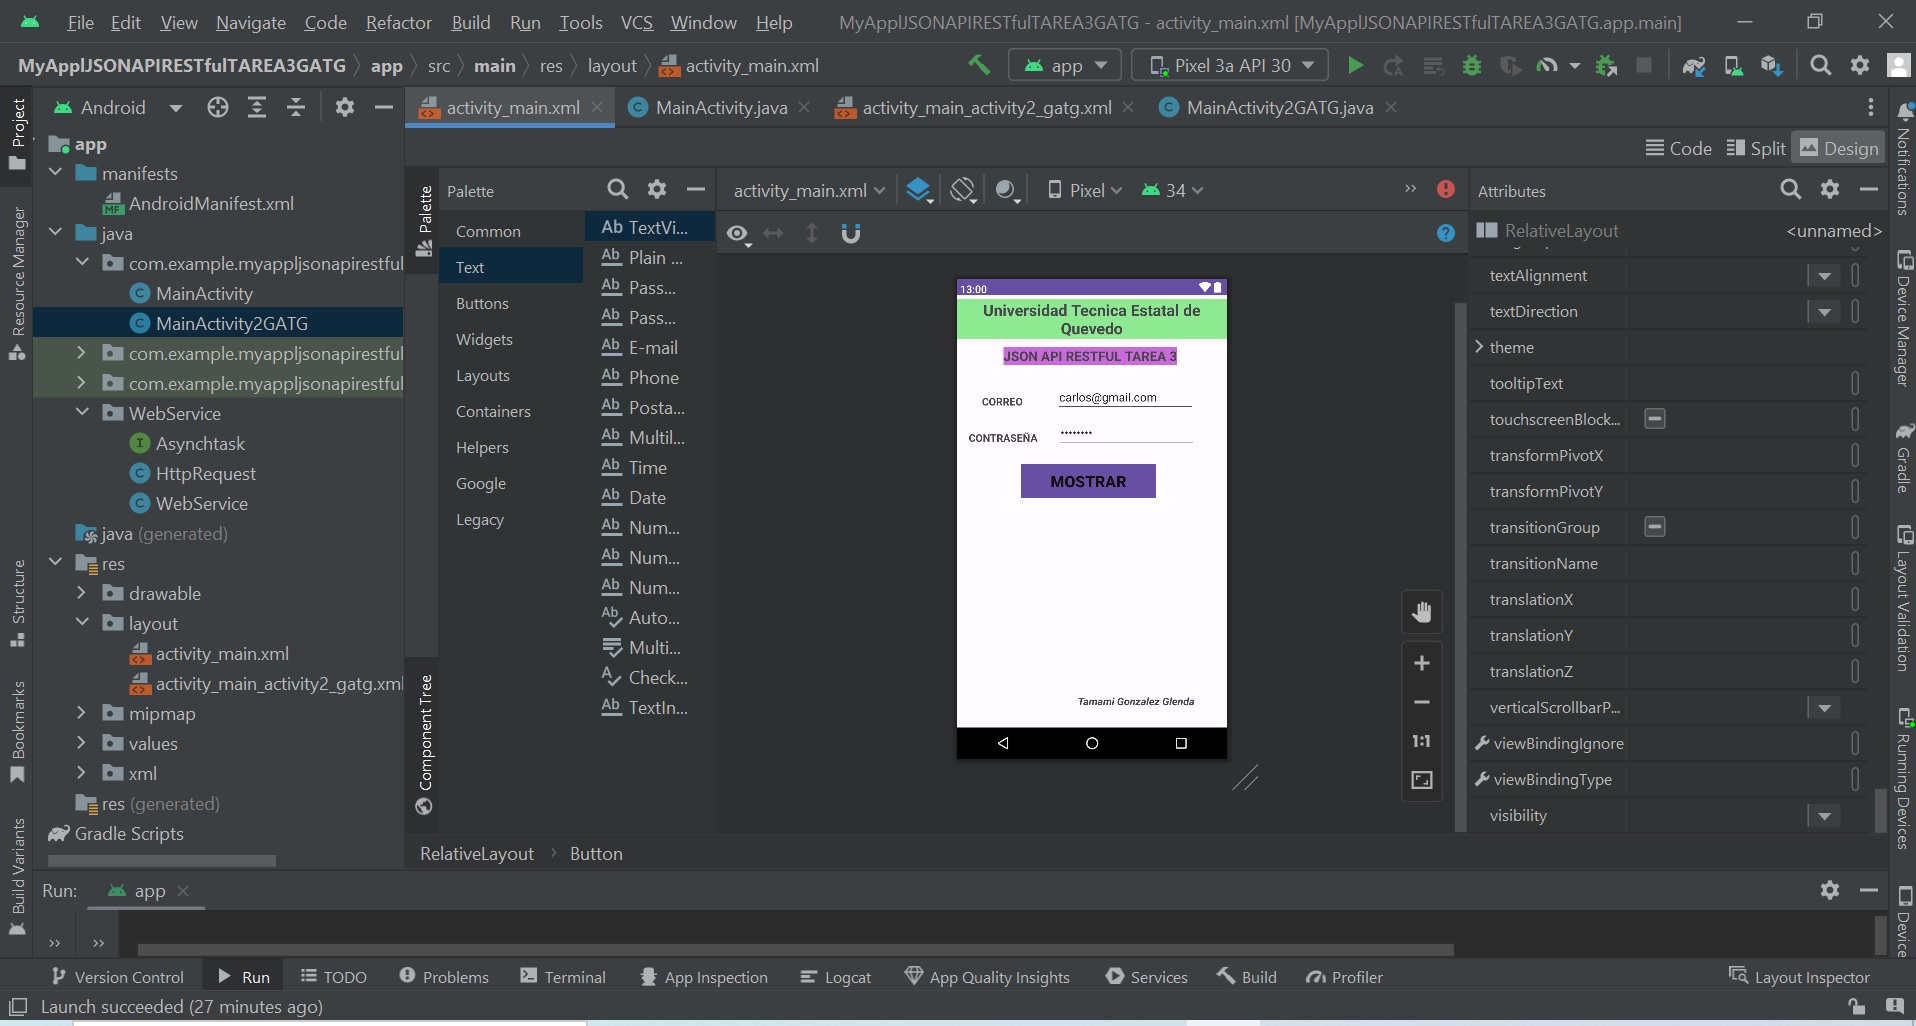 File Edit View Navigate Code Refactor Build Run Tools VCS Window Help MyApplJSONAPIRESTfulTAREA3GATG - activity_main.xml [MyApplJSONAPIRESTfulTAREA3GATG.app.main]
MyApplJSONAPIRESTfulTAREA3GATG app src main res layout activity_main.xml app Pixel 3a API 30
Android activity_main.xml MainActivity.java activity_main_activity2_gatg.xml MainActivity2GATG.java
Code Split Design
Project
Resource Manager
Structure
Bookmarks
Build Variants
app
manifests
AndroidManifest.xml
java
com.example.myappljsonapirestful
MainActivity
MainActivity2GATG
com.example.myappljsonapirestful
com.example.myappljsonapirestful
WebService
Asynchtask
HttpRequest
WebService
java (generated)
res
drawable
layout
activity_main.xml
activity_main_activity2_gatg.xml
mipmap
values
xml
res (generated)
Gradle Scripts
Palette
Component Tree
Palette
Common
Text
Buttons
Widgets
Layouts
Containers
Helpers
Google
Legacy
Ab TextVi...
Ab Plain ...
Ab Pass...
Ab Pass...
Ab E-mail
Ab Phone
Ab Posta...
Ab Multil...
Ab Time
Ab Date
Ab Num...
Ab Num...
Ab Num...
Ab Auto...
Multi...
Check...
Ab TextIn...
activity_main.xml Pixel 34
13:00
Universidad Tecnica Estatal de
Quevedo
JSON API RESTFUL TAREA 3
CORREO carlos@gmail.com
CONTRASEÑA ••••••••
MOSTRAR
Tamami Gonzalez Glenda
1:1
RelativeLayout Button
Attributes
RelativeLayout <unnamed>
textAlignment
textDirection
theme
tooltipText
touchscreenBlock...
transformPivotX
transformPivotY
transitionGroup
transitionName
translationX
translationY
translationZ
verticalScrollbarP...
viewBindingIgnore
viewBindingType
visibility
Notifications
Device Manager
Gradle
Layout Validation
Running Devices
Device
Run: app
Version Control Run TODO Problems Terminal App Inspection Logcat App Quality Insights Services Build Profiler Layout Inspector
Launch succeeded (27 minutes ago)